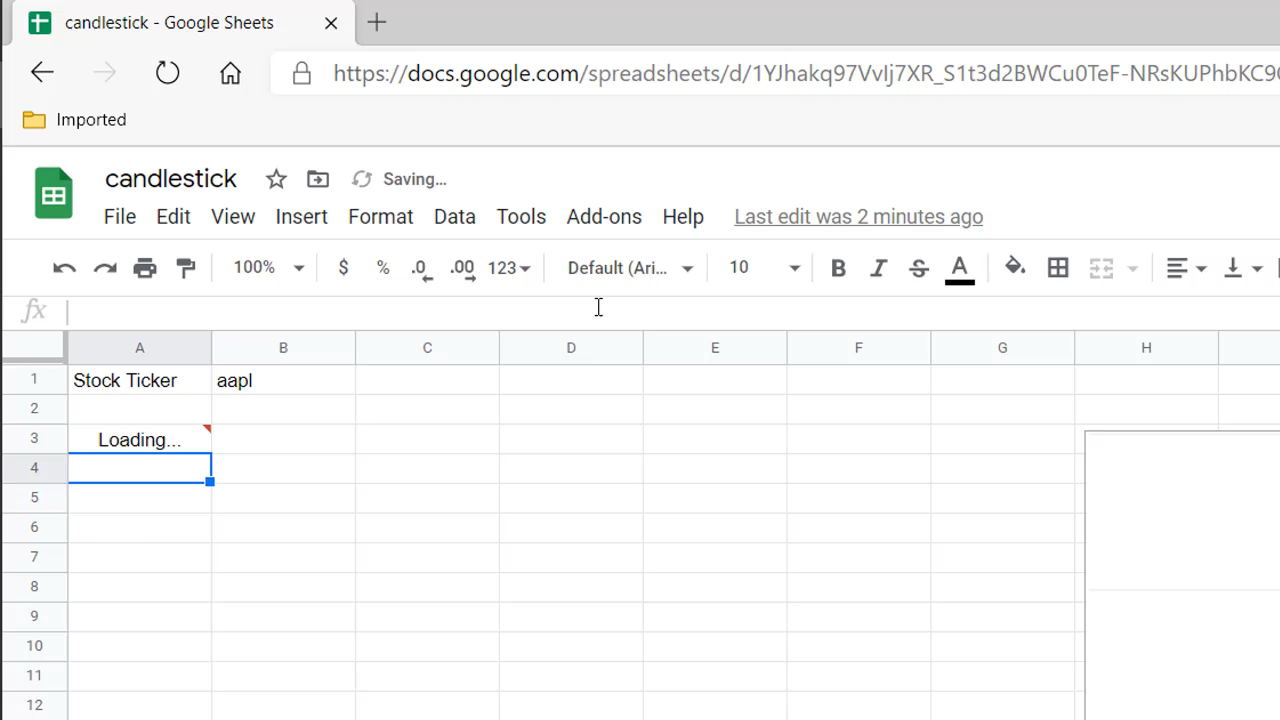 candlestick - Google Sheets
https://docs.google.com/spreadsheets/d/1YJhakq97VvIj7XR_S1t3d2BWCu0TeF-NRsKUPhbKC9
Imported
candlestick Saving...
File Edit View Insert Format Data Tools Add-ons Help Last edit was 2 minutes ago
100% $ % .0 .00 123 Default (Ari... 10 B I S A
fx
A B C D E F G H
1 Stock Ticker aapl
2
3 Loading...
4
5
6
7
8
9
10
11
12